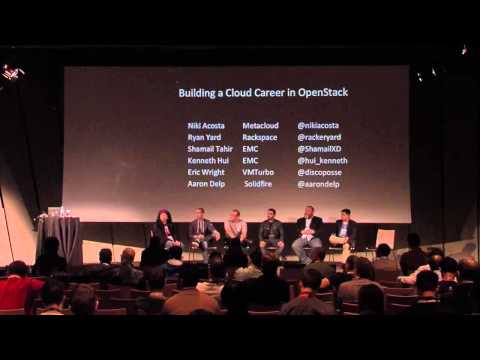 Building a Cloud Career in OpenStack
Niki Acosta Metacloud @nikiacosta
Ryan Yard Rackspace @rackeryard
Shamail Tahir EMC @ShamailXD
Kenneth Hui EMC @hui_kenneth
Eric Wright VMTurbo @discoposse
Aaron Delp Solidfire @aarondelp